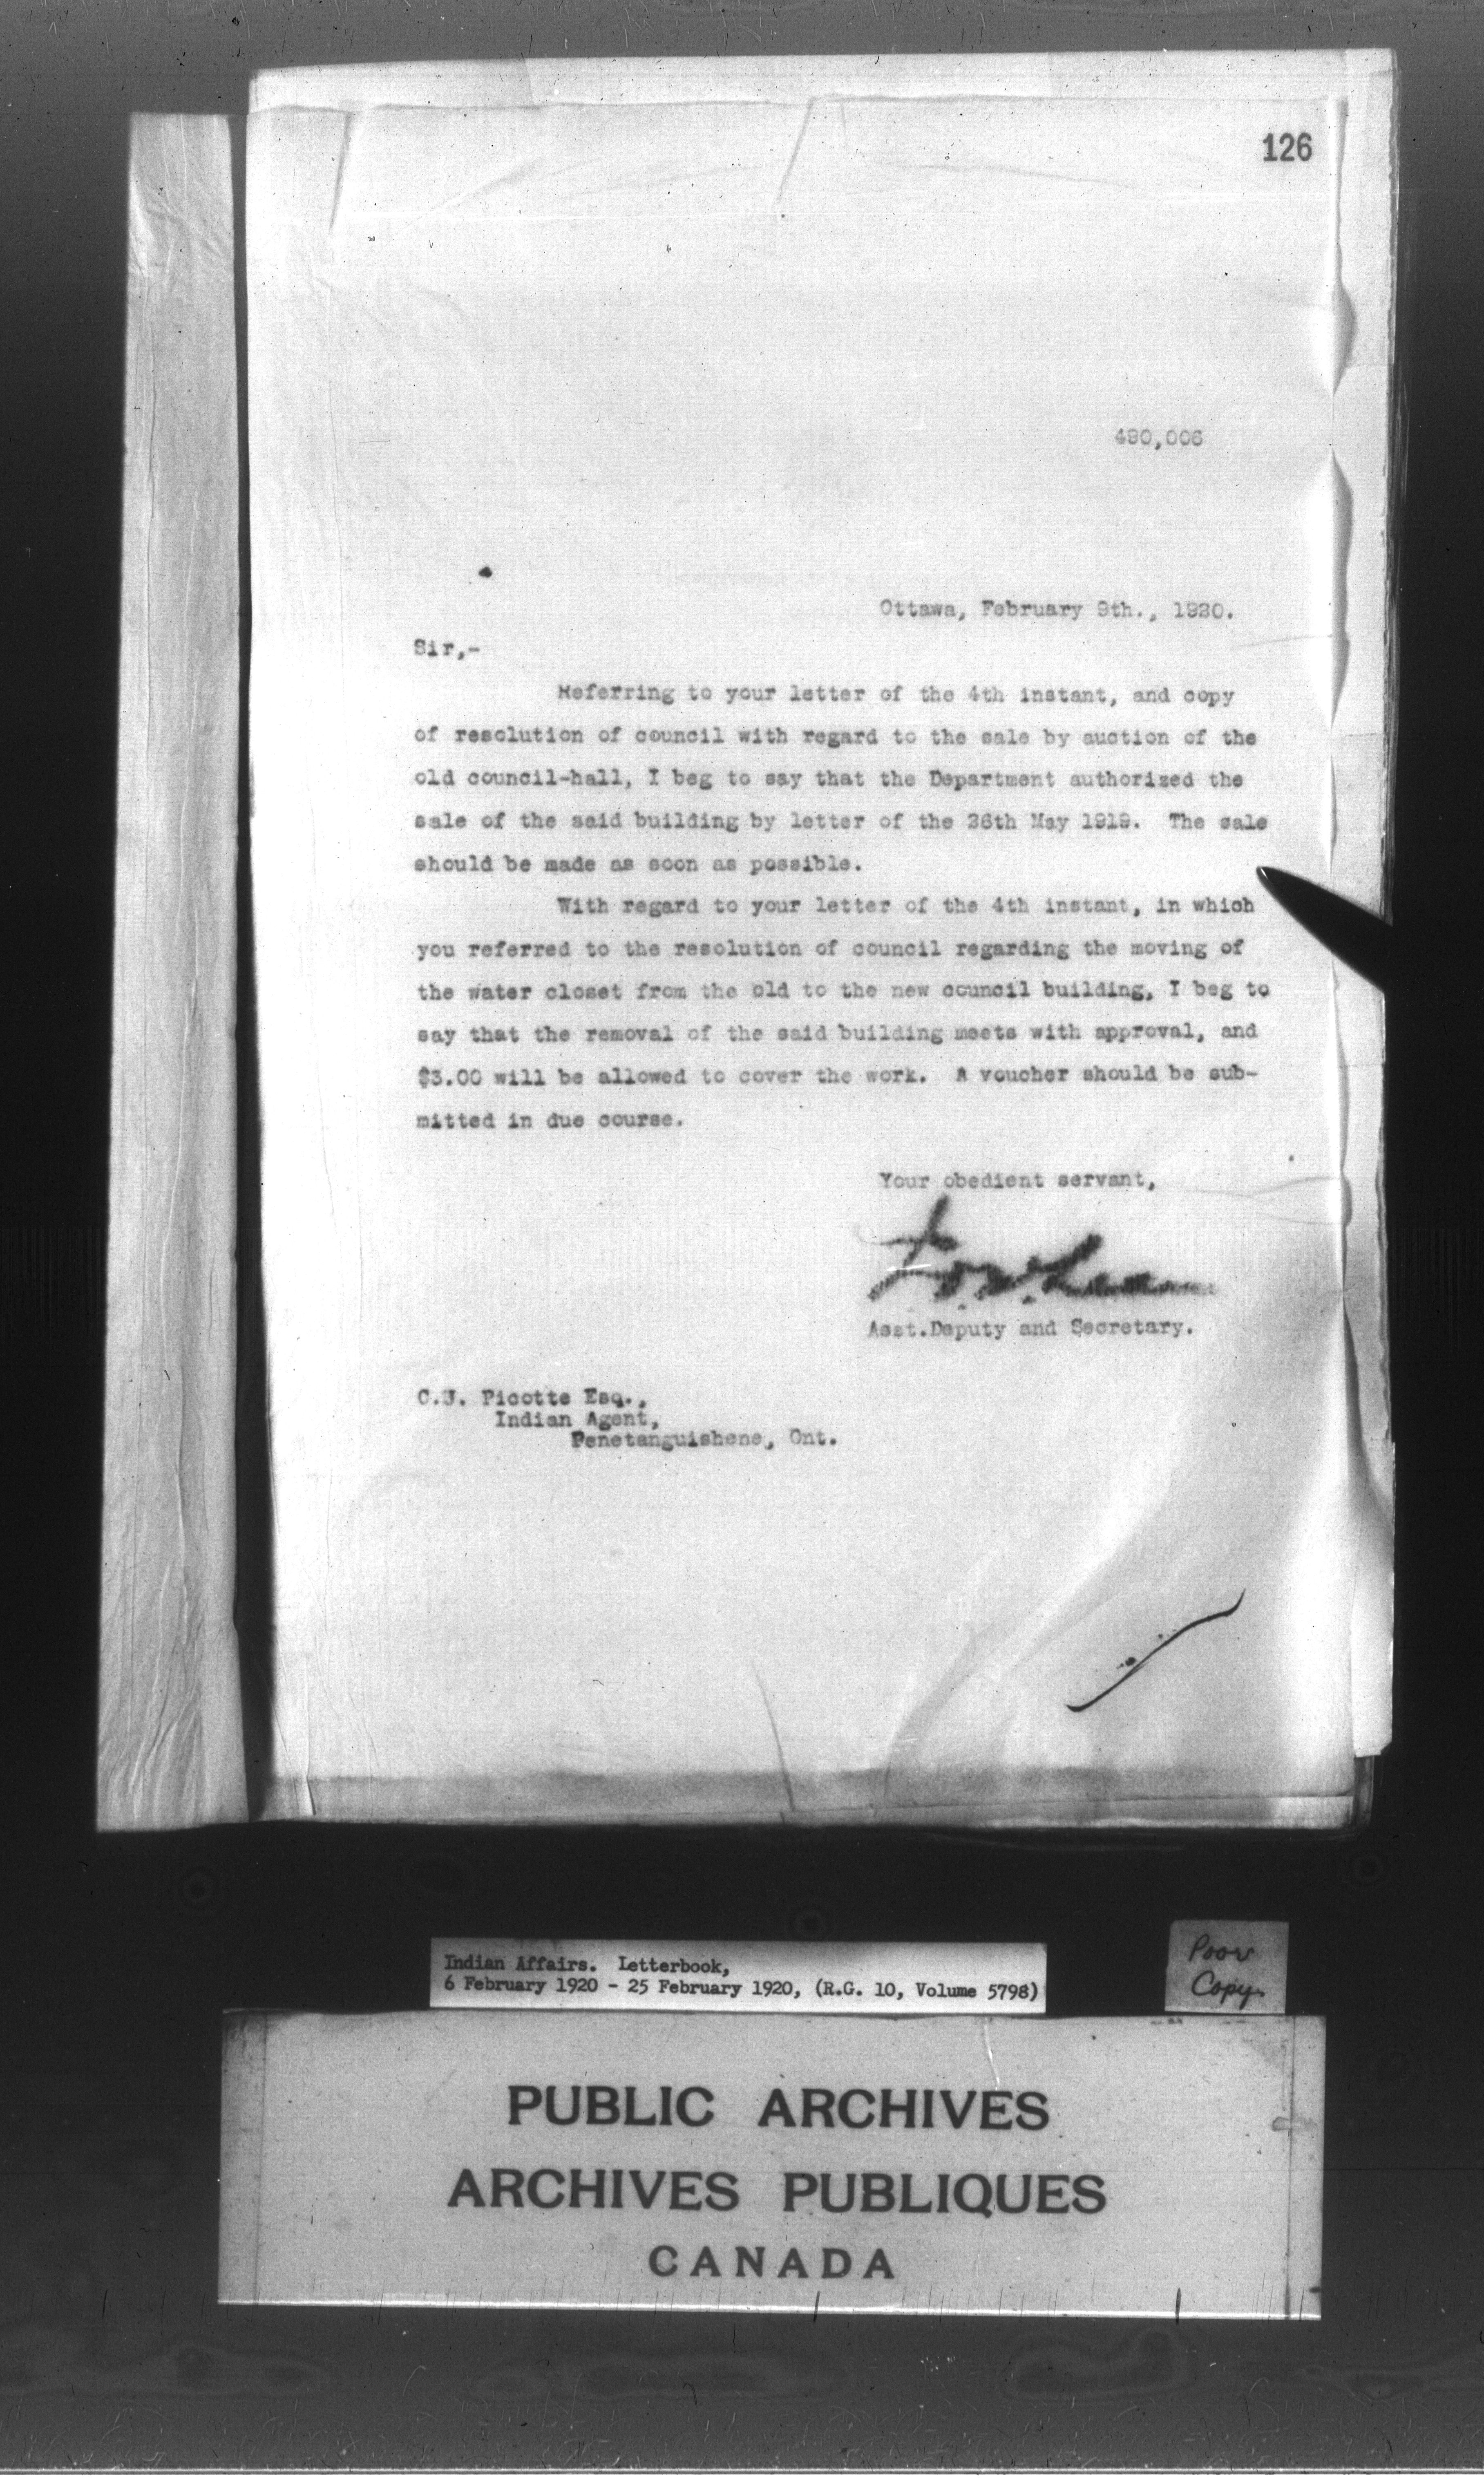 126
490,006
Ottawa, February 9th., 1920.
Sir,-
Referring to your letter of the 4th instant, and copy
of resolution of council with regard to the sale by auction of the
old council-hall, I beg to say that the Department authorized the
sale of the said building by letter of the 26th May 1919. The sale
should be made as soon as possible.
With regard to your letter of the 4th instant, in which
you referred to the resolution of council regarding the moving of
the water closet from the old to the new council building, I beg to
say that the removal of the said building meets with approval, and
$3.00 will be allowed to cover the work. A voucher should be sub-
mitted in due course.
Your obedient servant,
Asst.Deputy and Secretary.
C.J. Picotte Esq.,
Indian Agent,
Penetanguishene, Ont.
Indian Affairs. Letterbook,
6 February 1920 - 25 February 1920, (R.G. 10, Volume 5798)
Poor
Copy
PUBLIC ARCHIVES
ARCHIVES PUBLIQUES
CANADA